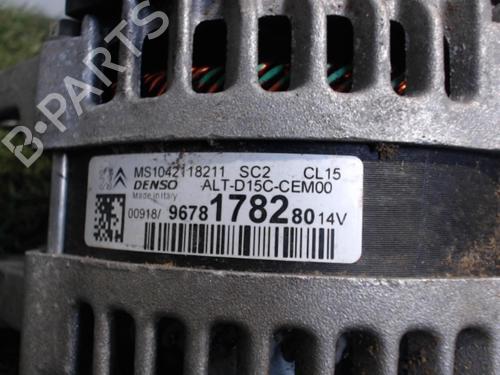 B-PARTS
MS1042118211 SC2 CL15
DENSO ALT-D15C-CEM00
Made in Italy
00918/ 9678178280 14V